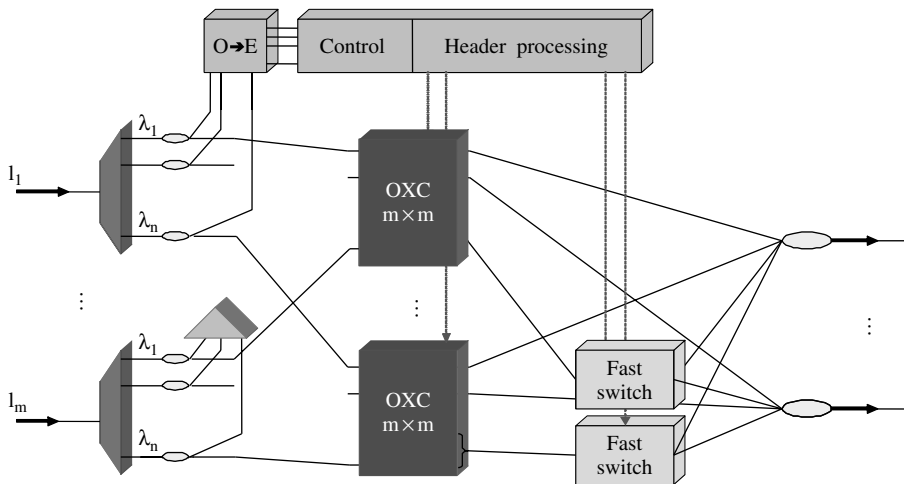 O→E
Control
Header processing
λ1
l1
OXC
m×m
λn
⋮
⋮
⋮
λ1
lm
OXC
m×m
λn
Fast
switch
Fast
switch